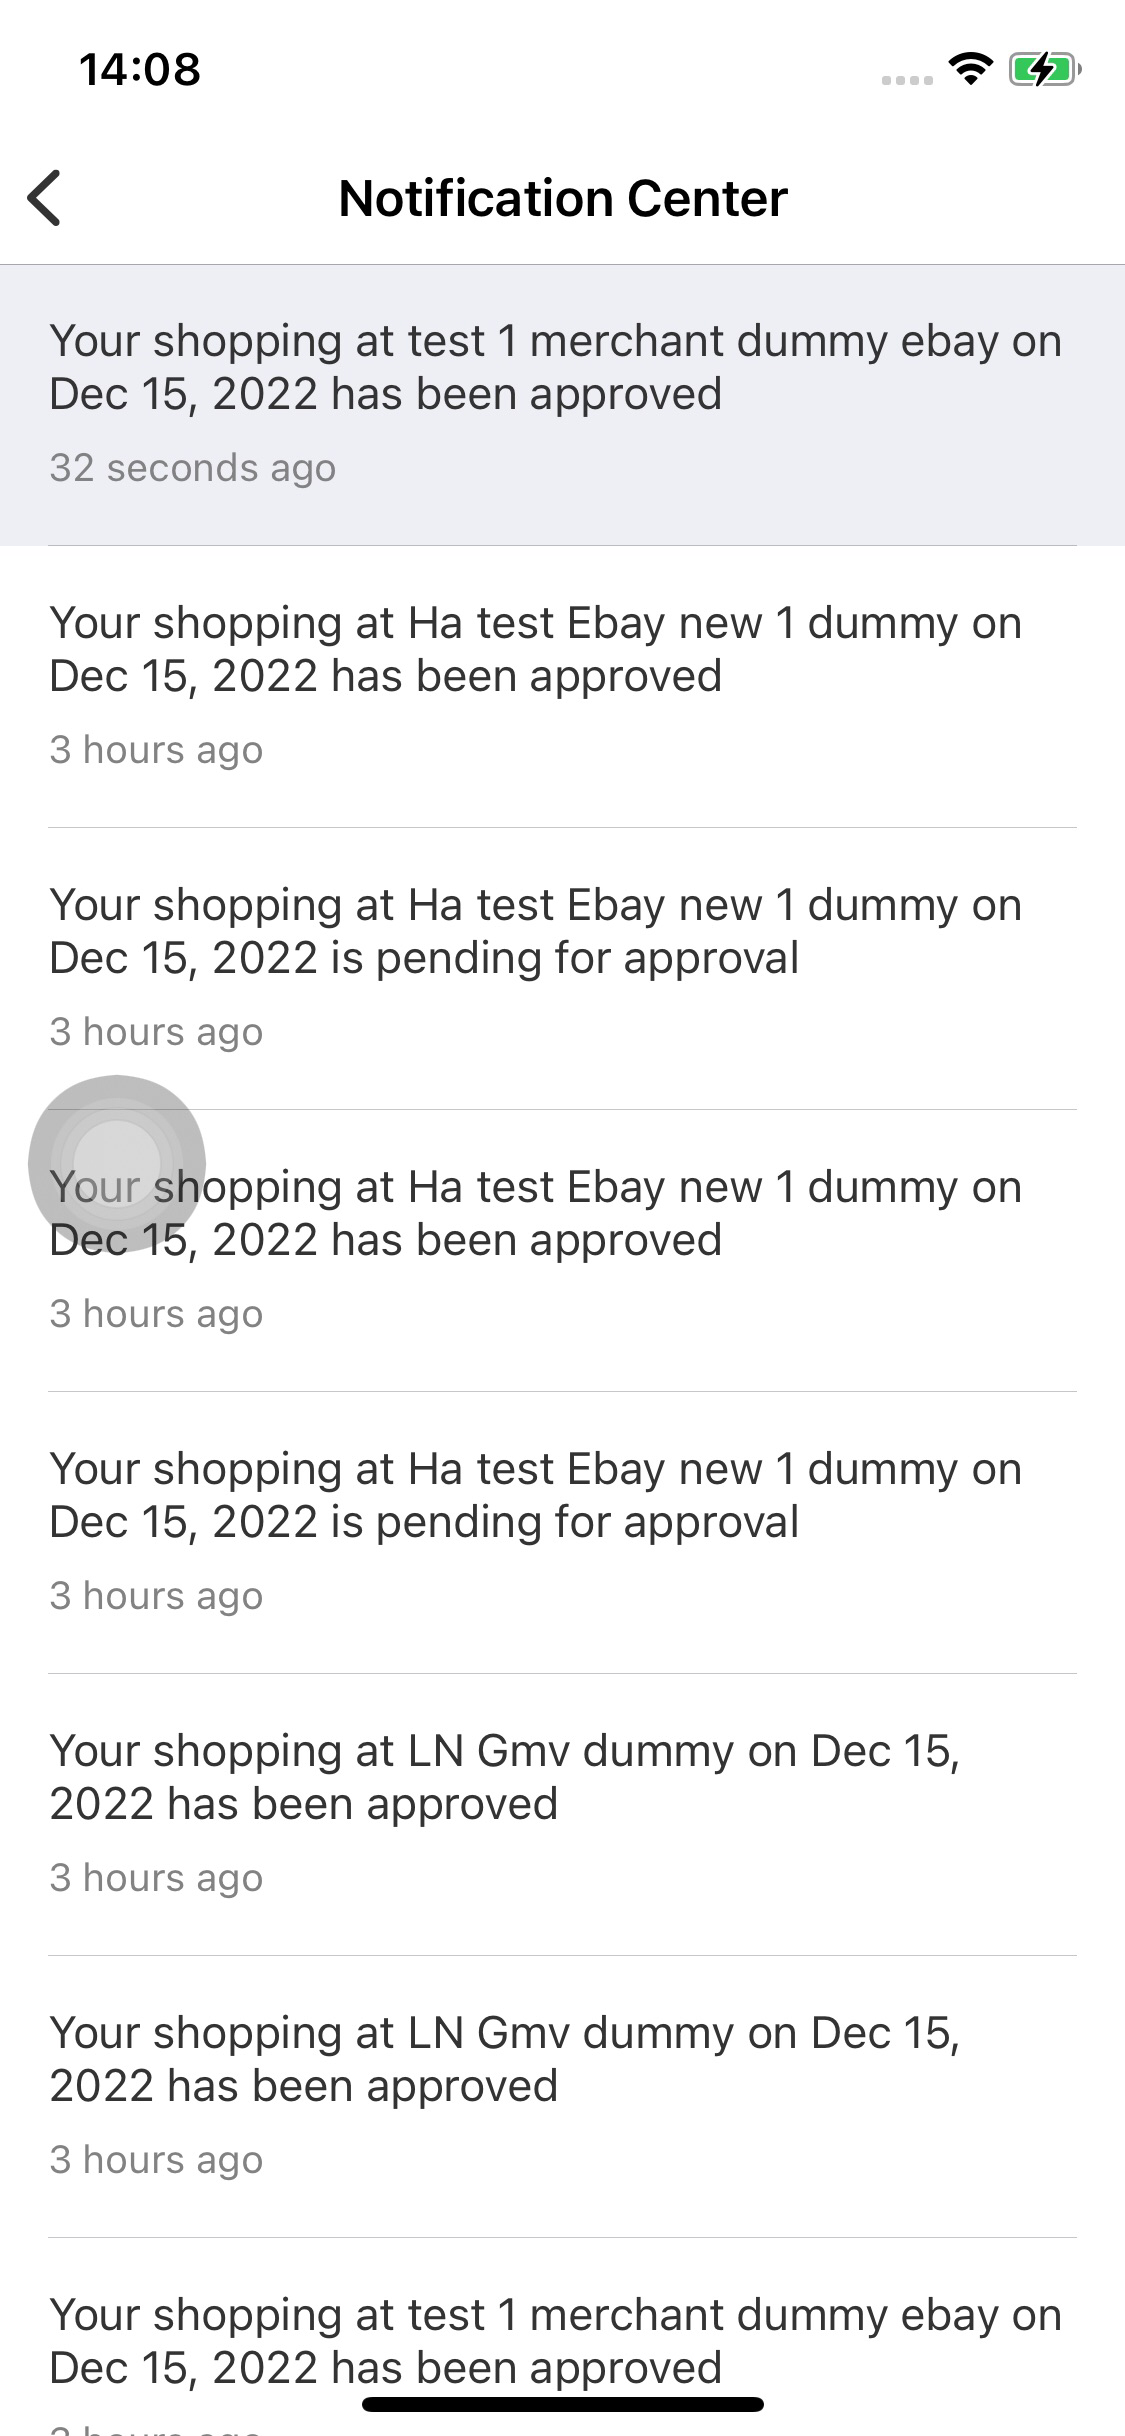 14:08
Notification Center
Your shopping at test 1 merchant dummy ebay on
Dec 15, 2022 has been approved
32 seconds ago
Your shopping at Ha test Ebay new 1 dummy on
Dec 15, 2022 has been approved
3 hours ago
Your shopping at Ha test Ebay new 1 dummy on
Dec 15, 2022 is pending for approval
3 hours ago
Your shopping at Ha test Ebay new 1 dummy on
Dec 15, 2022 has been approved
3 hours ago
Your shopping at Ha test Ebay new 1 dummy on
Dec 15, 2022 is pending for approval
3 hours ago
Your shopping at LN Gmv dummy on Dec 15,
2022 has been approved
3 hours ago
Your shopping at LN Gmv dummy on Dec 15,
2022 has been approved
3 hours ago
Your shopping at test 1 merchant dummy ebay on
Dec 15, 2022 has been approved